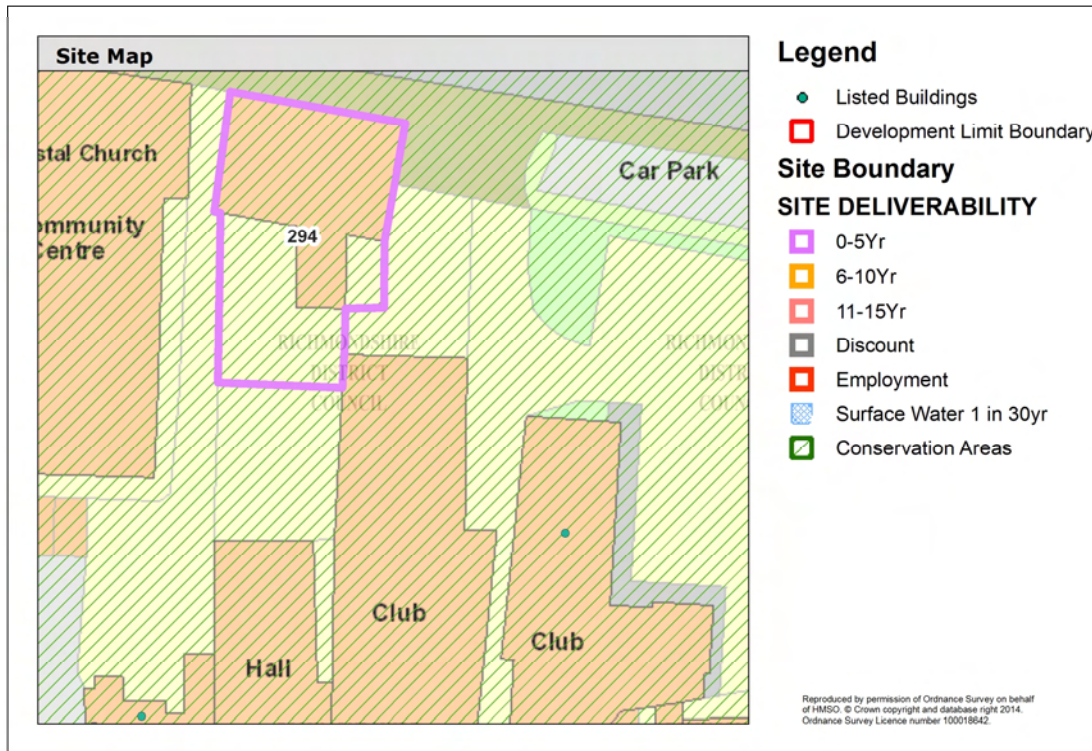 Site Map
stal Church
Car Park
ommunity
entre
294
RICHMONDSHIRE
DISTRICT
COUNCIL
RICHMON
DISTR
COUN
Club
Club
Hall
Legend
Listed Buildings
Development Limit Boundary
Site Boundary
SITE DELIVERABILITY
0-5Yr
6-10Yr
11-15Yr
Discount
Employment
Surface Water 1 in 30yr
Conservation Areas
Reproduced by permission of Ordnance Survey on behalf
of HMSO. © Crown copyright and database right 2014.
Ordnance Survey Licence number 100018642.